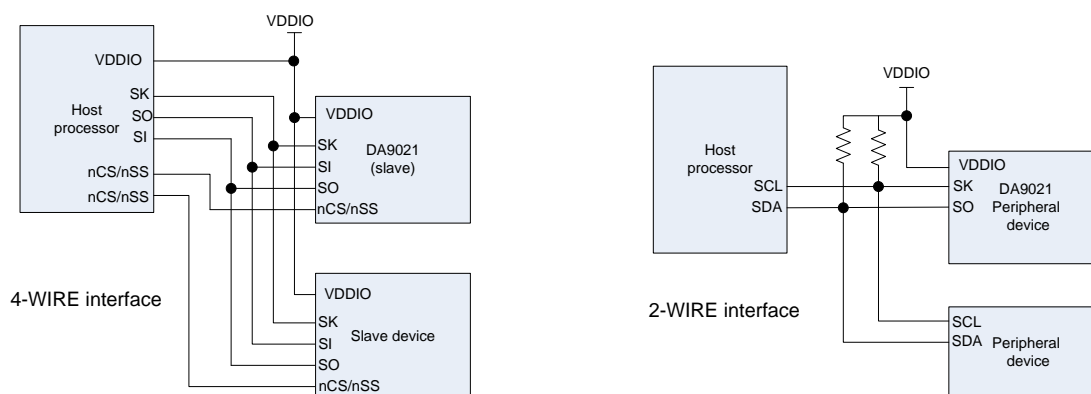 VDDIO
VDDIO
SK
SO
SI
Host
processor
nCS/nSS
nCS/nSS
VDDIO
SK
SI
SO
nCS/nSS
DA9021
(slave)
VDDIO
SK
SI
SO
nCS/nSS
Slave device
4-WIRE interface
VDDIO
Host
processor
SCL
SDA
VDDIO
SK
SO
DA9021
Peripheral
device
SCL
SDA
Peripheral
device
2-WIRE interface